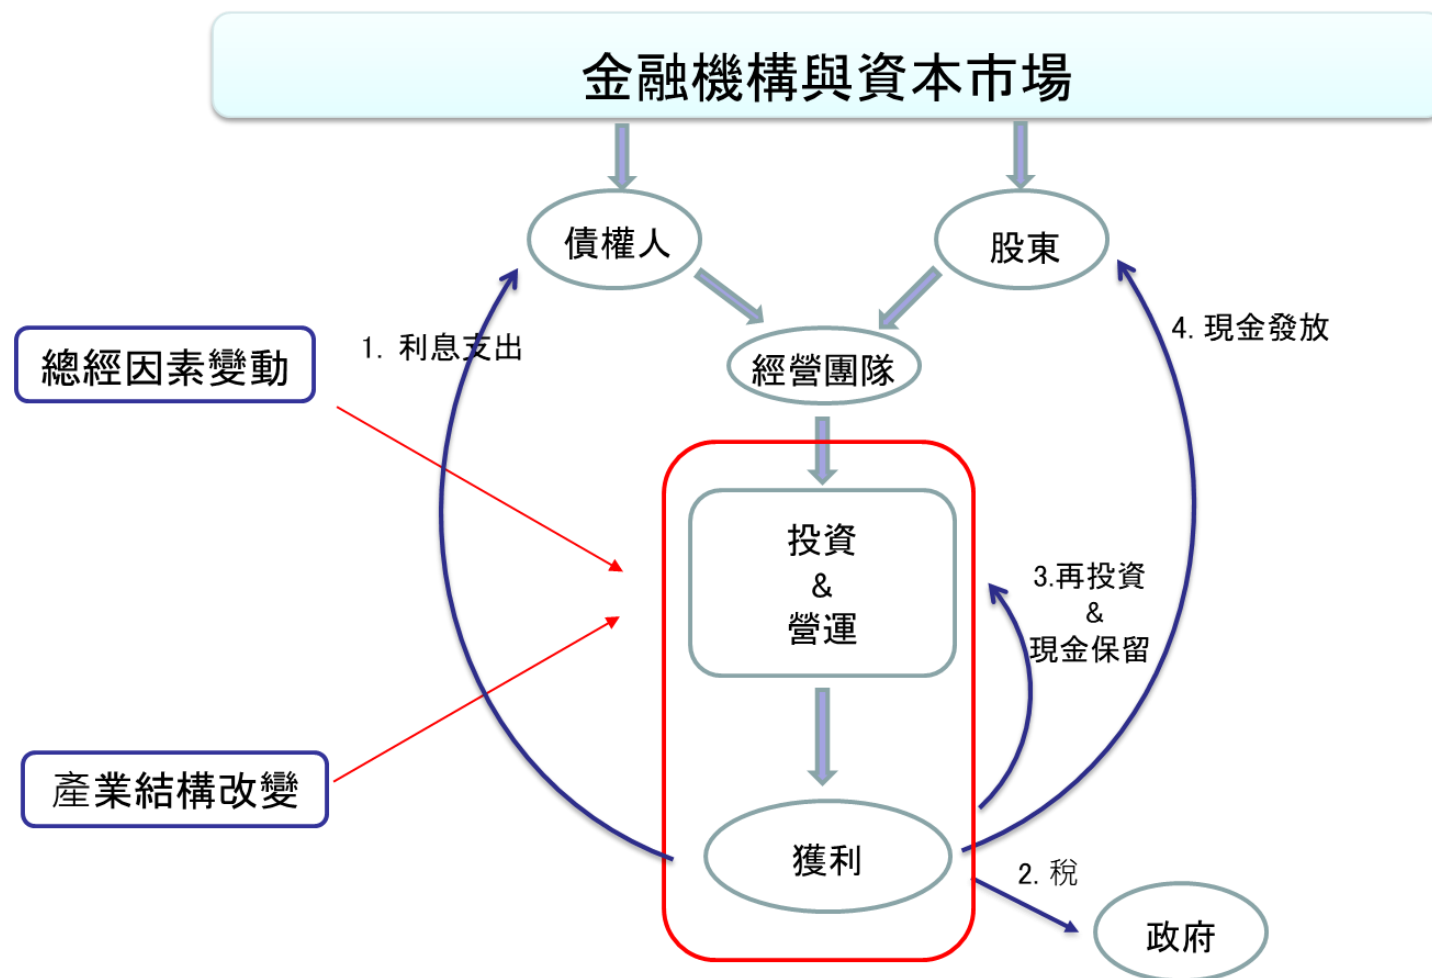 金融機構與資本市場
債權人
股東
1. 利息支出
4. 現金發放
總經因素變動
經營團隊
投資
&
營運
3.再投資
&
現金保留
產業結構改變
獲利
2. 稅
政府